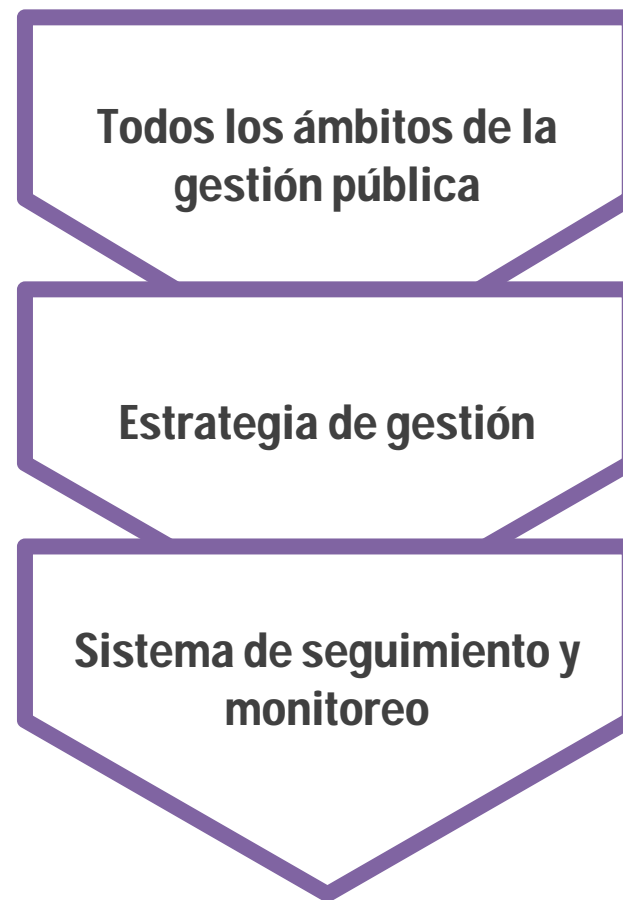 Todos los ámbitos de la
gestión pública
Estrategia de gestión
Sistema de seguimiento y
monitoreo